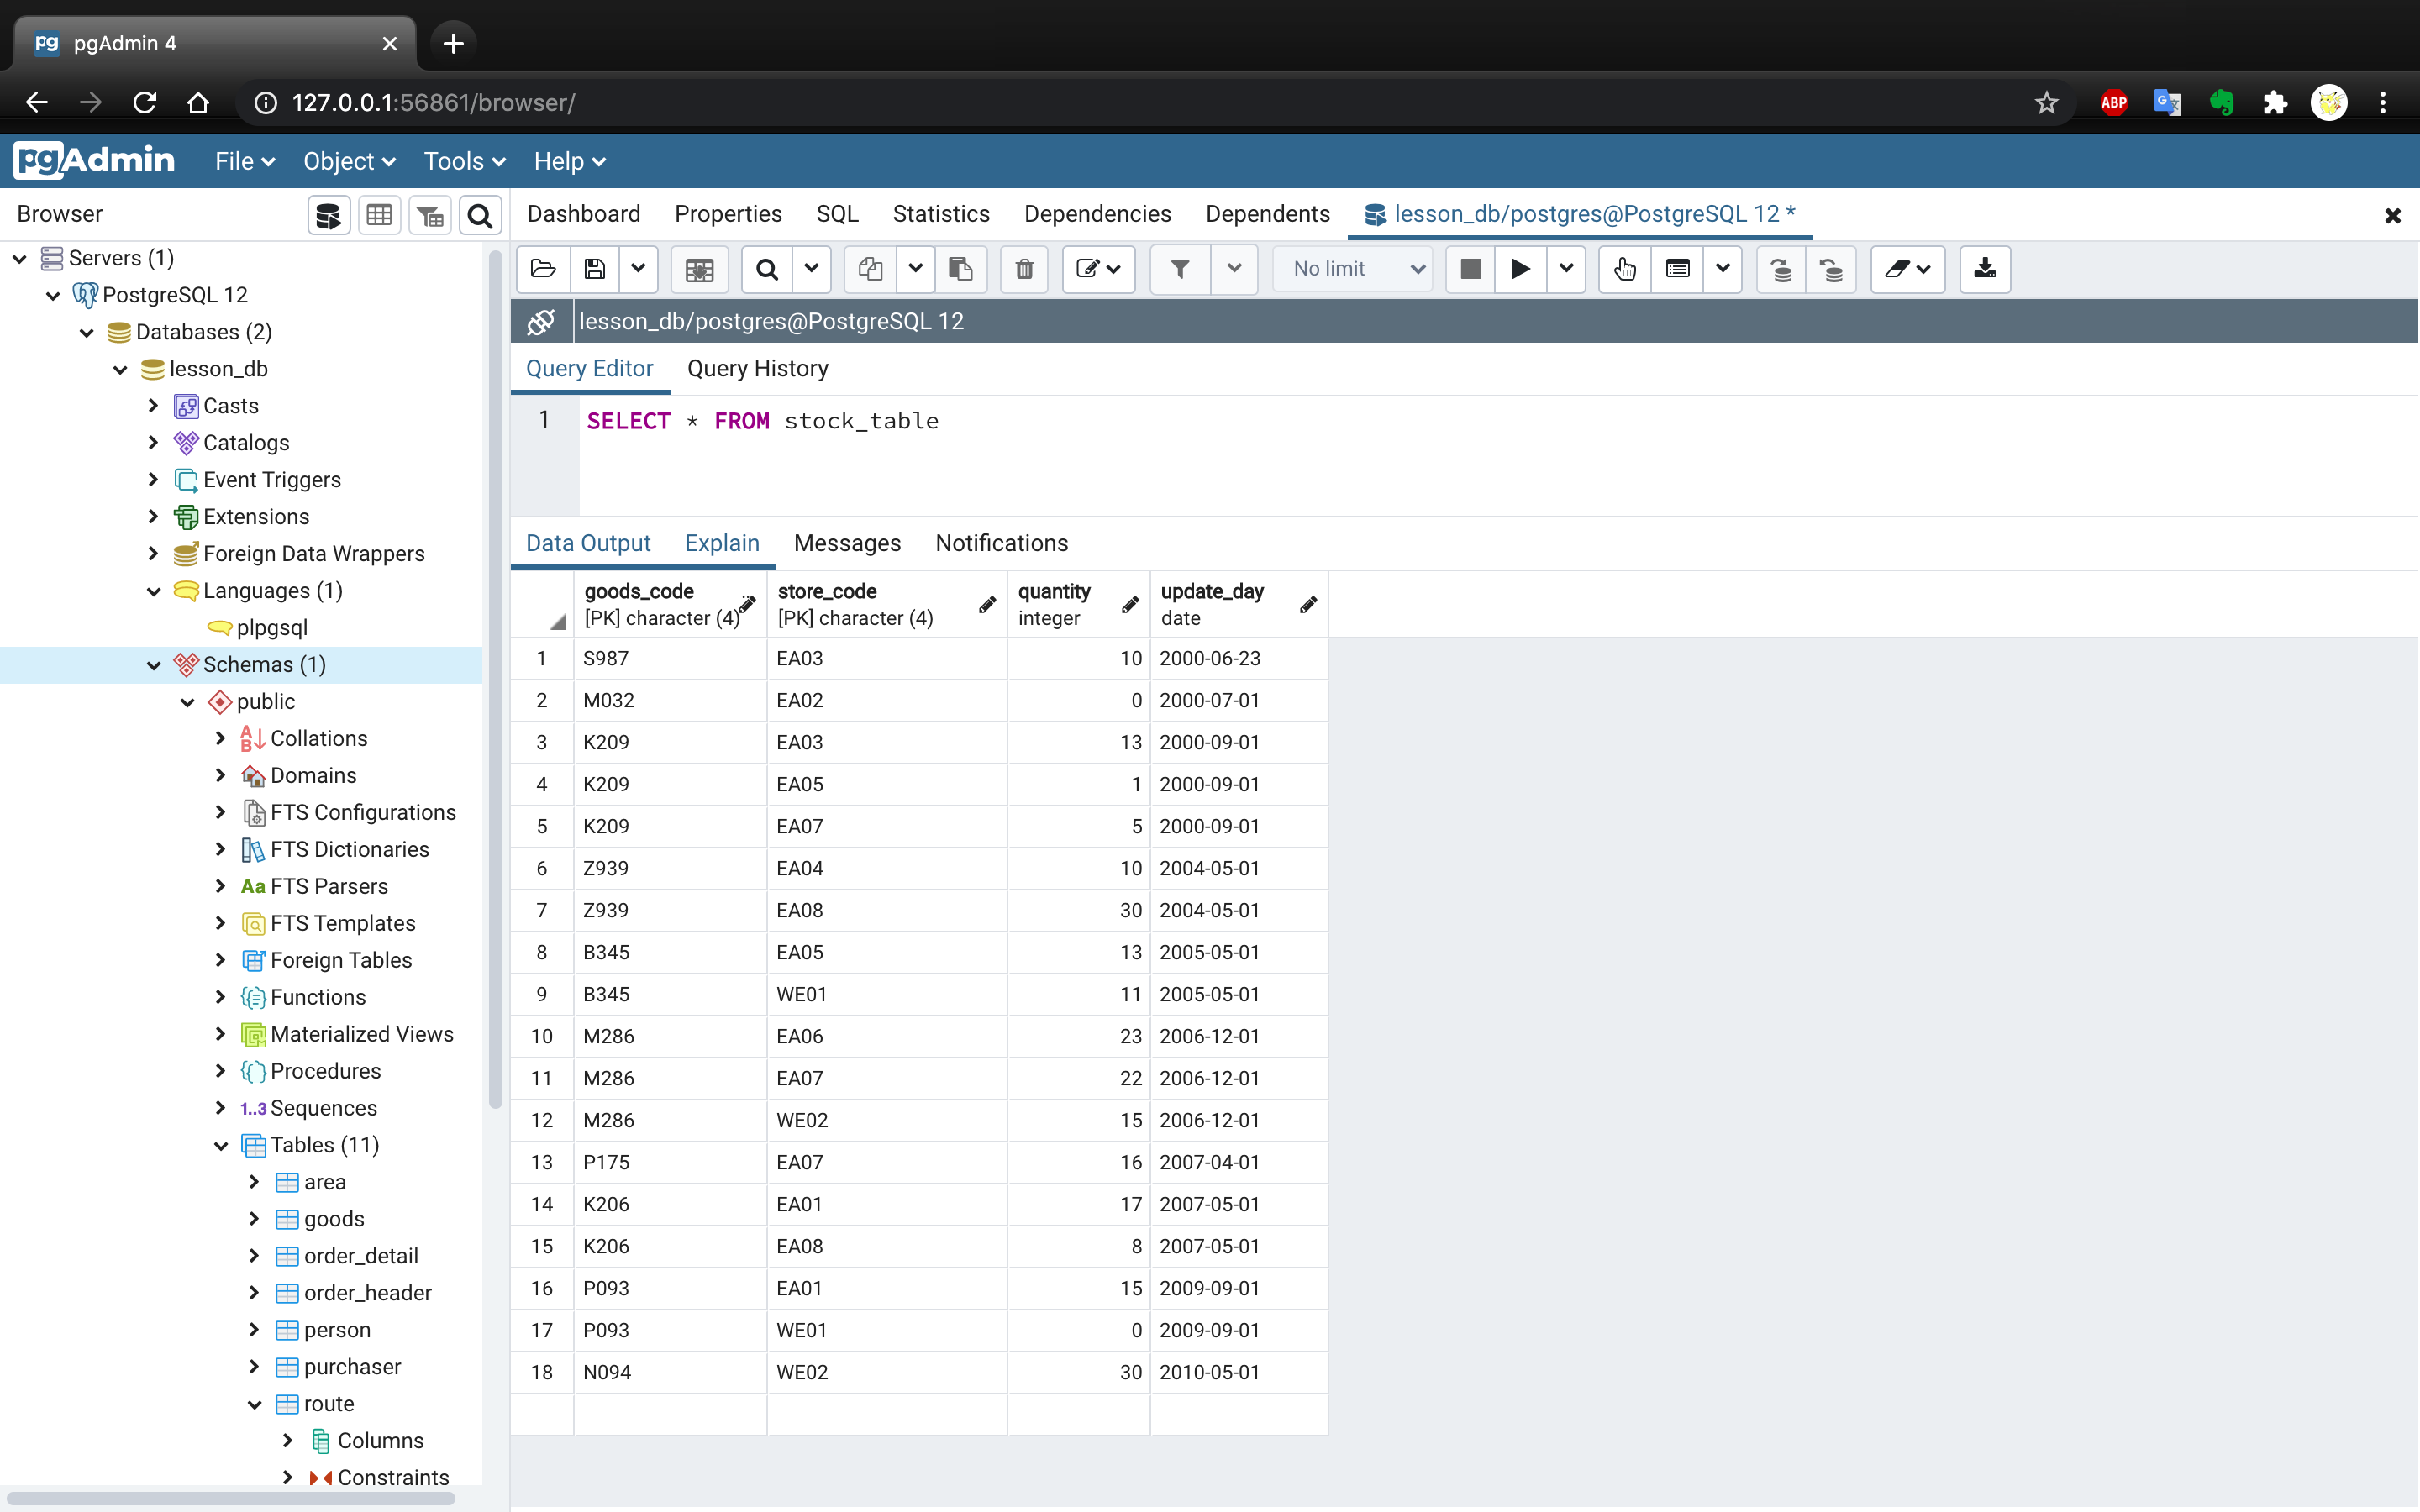 pgAdmin 4
127.0.0.1:56861/browser/
ABP
pgAdmin File Object Tools Help
Browser
Dashboard Properties SQL Statistics Dependencies Dependents lesson_db/postgres@PostgreSQL 12 *
Servers (1)
PostgreSQL 12
Databases (2)
lesson_db
Casts
Catalogs
Event Triggers
Extensions
Foreign Data Wrappers
Languages (1)
plpgsql
Schemas (1)
public
Collations
Domains
FTS Configurations
FTS Dictionaries
Aa FTS Parsers
FTS Templates
Foreign Tables
Functions
Materialized Views
Procedures
1..3 Sequences
Tables (11)
area
goods
order_detail
order_header
person
purchaser
route
Columns
Constraints
No limit
lesson_db/postgres@PostgreSQL 12
Query Editor Query History
1 SELECT * FROM stock_table
Data Output Explain Messages Notifications
goods_code store_code quantity update_day
[PK] character (4) [PK] character (4) integer date
1 S987 EA03 10 2000-06-23
2 M032 EA02 0 2000-07-01
3 K209 EA03 13 2000-09-01
4 K209 EA05 1 2000-09-01
5 K209 EA07 5 2000-09-01
6 Z939 EA04 10 2004-05-01
7 Z939 EA08 30 2004-05-01
8 B345 EA05 13 2005-05-01
9 B345 WE01 11 2005-05-01
10 M286 EA06 23 2006-12-01
11 M286 EA07 22 2006-12-01
12 M286 WE02 15 2006-12-01
13 P175 EA07 16 2007-04-01
14 K206 EA01 17 2007-05-01
15 K206 EA08 8 2007-05-01
16 P093 EA01 15 2009-09-01
17 P093 WE01 0 2009-09-01
18 N094 WE02 30 2010-05-01